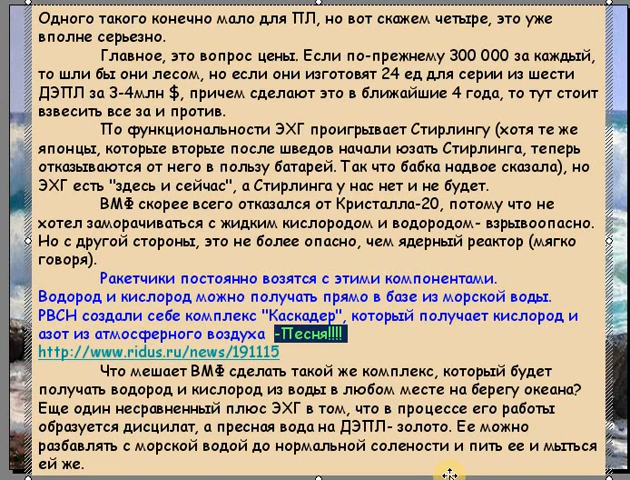 Одного такого конечно мало для ПЛ, но вот скажем четыре, это уже
вполне серьезно.
Главное, это вопрос цены. Если по-прежнему 300 000 за каждый,
то шли бы они лесом, но если они изготовят 24 ед для серии из шести
ДЭПЛ за 3-4млн $, причем сделают это в ближайшие 4 года, то тут стоит
взвесить все за и против.
По функциональности ЭХГ проигрывает Стирлингу (хотя те же
японцы, которые вторые после шведов начали юзать Стирлинга, теперь
отказываются от него в пользу батарей. Так что бабка надвое сказала), но
ЭХГ есть "здесь и сейчас", а Стирлинга у нас нет и не будет.
ВМФ скорее всего отказался от Кристалла-20, потому что не
хотел заморачиваться с жидким кислородом и водородом- взрывоопасно.
Но с другой стороны, это не более опасно, чем ядерный реактор (мягко
говоря).
Ракетчики постоянно возятся с этими компонентами.
Водород и кислород можно получать прямо в базе из морской воды.
РВСН создали себе комплекс "Каскадер", который получает кислород и
азот из атмосферного воздуха -Песня!!!!
http://www.ridus.ru/news/191115
Что мешает ВМФ сделать такой же комплекс, который будет
получать водород и кислород из воды в любом месте на берегу океана?
Еще один несравненный плюс ЭХГ в том, что в процессе его работы
образуется дисцилат, а пресная вода на ДЭПЛ- золото. Ее можно
разбавлять с морской водой до нормальной солености и пить ее и мыться
ей же.